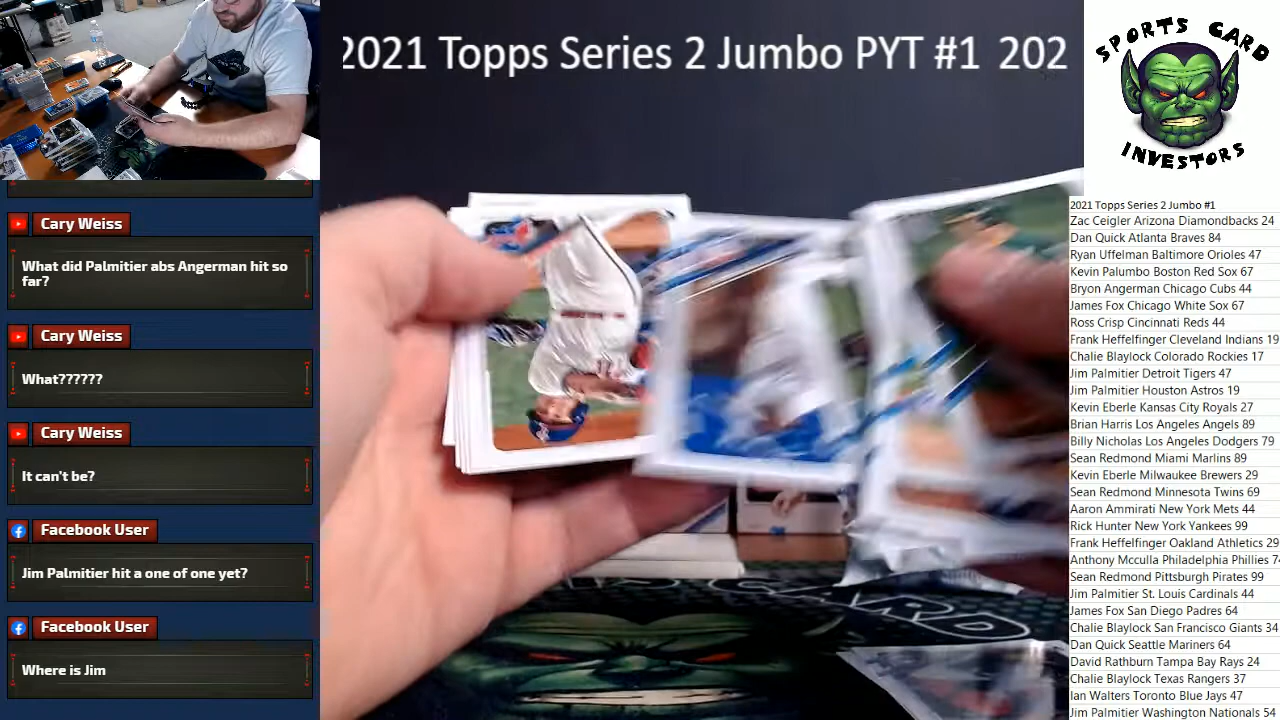 2021 Topps Series 2 Jumbo PYT #1 202
SPORTS CARD
INVESTORS
Cary Weiss
What did Palmitier abs Angerman hit so
far?
Cary Weiss
What??????
Cary Weiss
It can't be?
Facebook User
Jim Palmitier hit a one of one yet?
Facebook User
Where is Jim
2021 Topps Series 2 Jumbo #1
Zac Ceigler Arizona Diamondbacks 24
Dan Quick Atlanta Braves 84
Ryan Uffelman Baltimore Orioles 47
Kevin Palumbo Boston Red Sox 67
Bryon Angerman Chicago Cubs 44
James Fox Chicago White Sox 67
Ross Crisp Cincinnati Reds 44
Frank Heffelfinger Cleveland Indians 19
Chalie Blaylock Colorado Rockies 17
Jim Palmitier Detroit Tigers 47
Jim Palmitier Houston Astros 19
Kevin Eberle Kansas City Royals 27
Brian Harris Los Angeles Angels 89
Billy Nicholas Los Angeles Dodgers 79
Sean Redmond Miami Marlins 89
Kevin Eberle Milwaukee Brewers 29
Sean Redmond Minnesota Twins 69
Aaron Ammirati New York Mets 44
Rick Hunter New York Yankees 99
Frank Heffelfinger Oakland Athletics 29
Anthony Mcculla Philadelphia Phillies 74
Sean Redmond Pittsburgh Pirates 99
Jim Palmitier St. Louis Cardinals 44
James Fox San Diego Padres 64
Chalie Blaylock San Francisco Giants 34
Dan Quick Seattle Mariners 64
David Rathburn Tampa Bay Rays 24
Chalie Blaylock Texas Rangers 37
Ian Walters Toronto Blue Jays 47
Jim Palmitier Washington Nationals 54
CARD